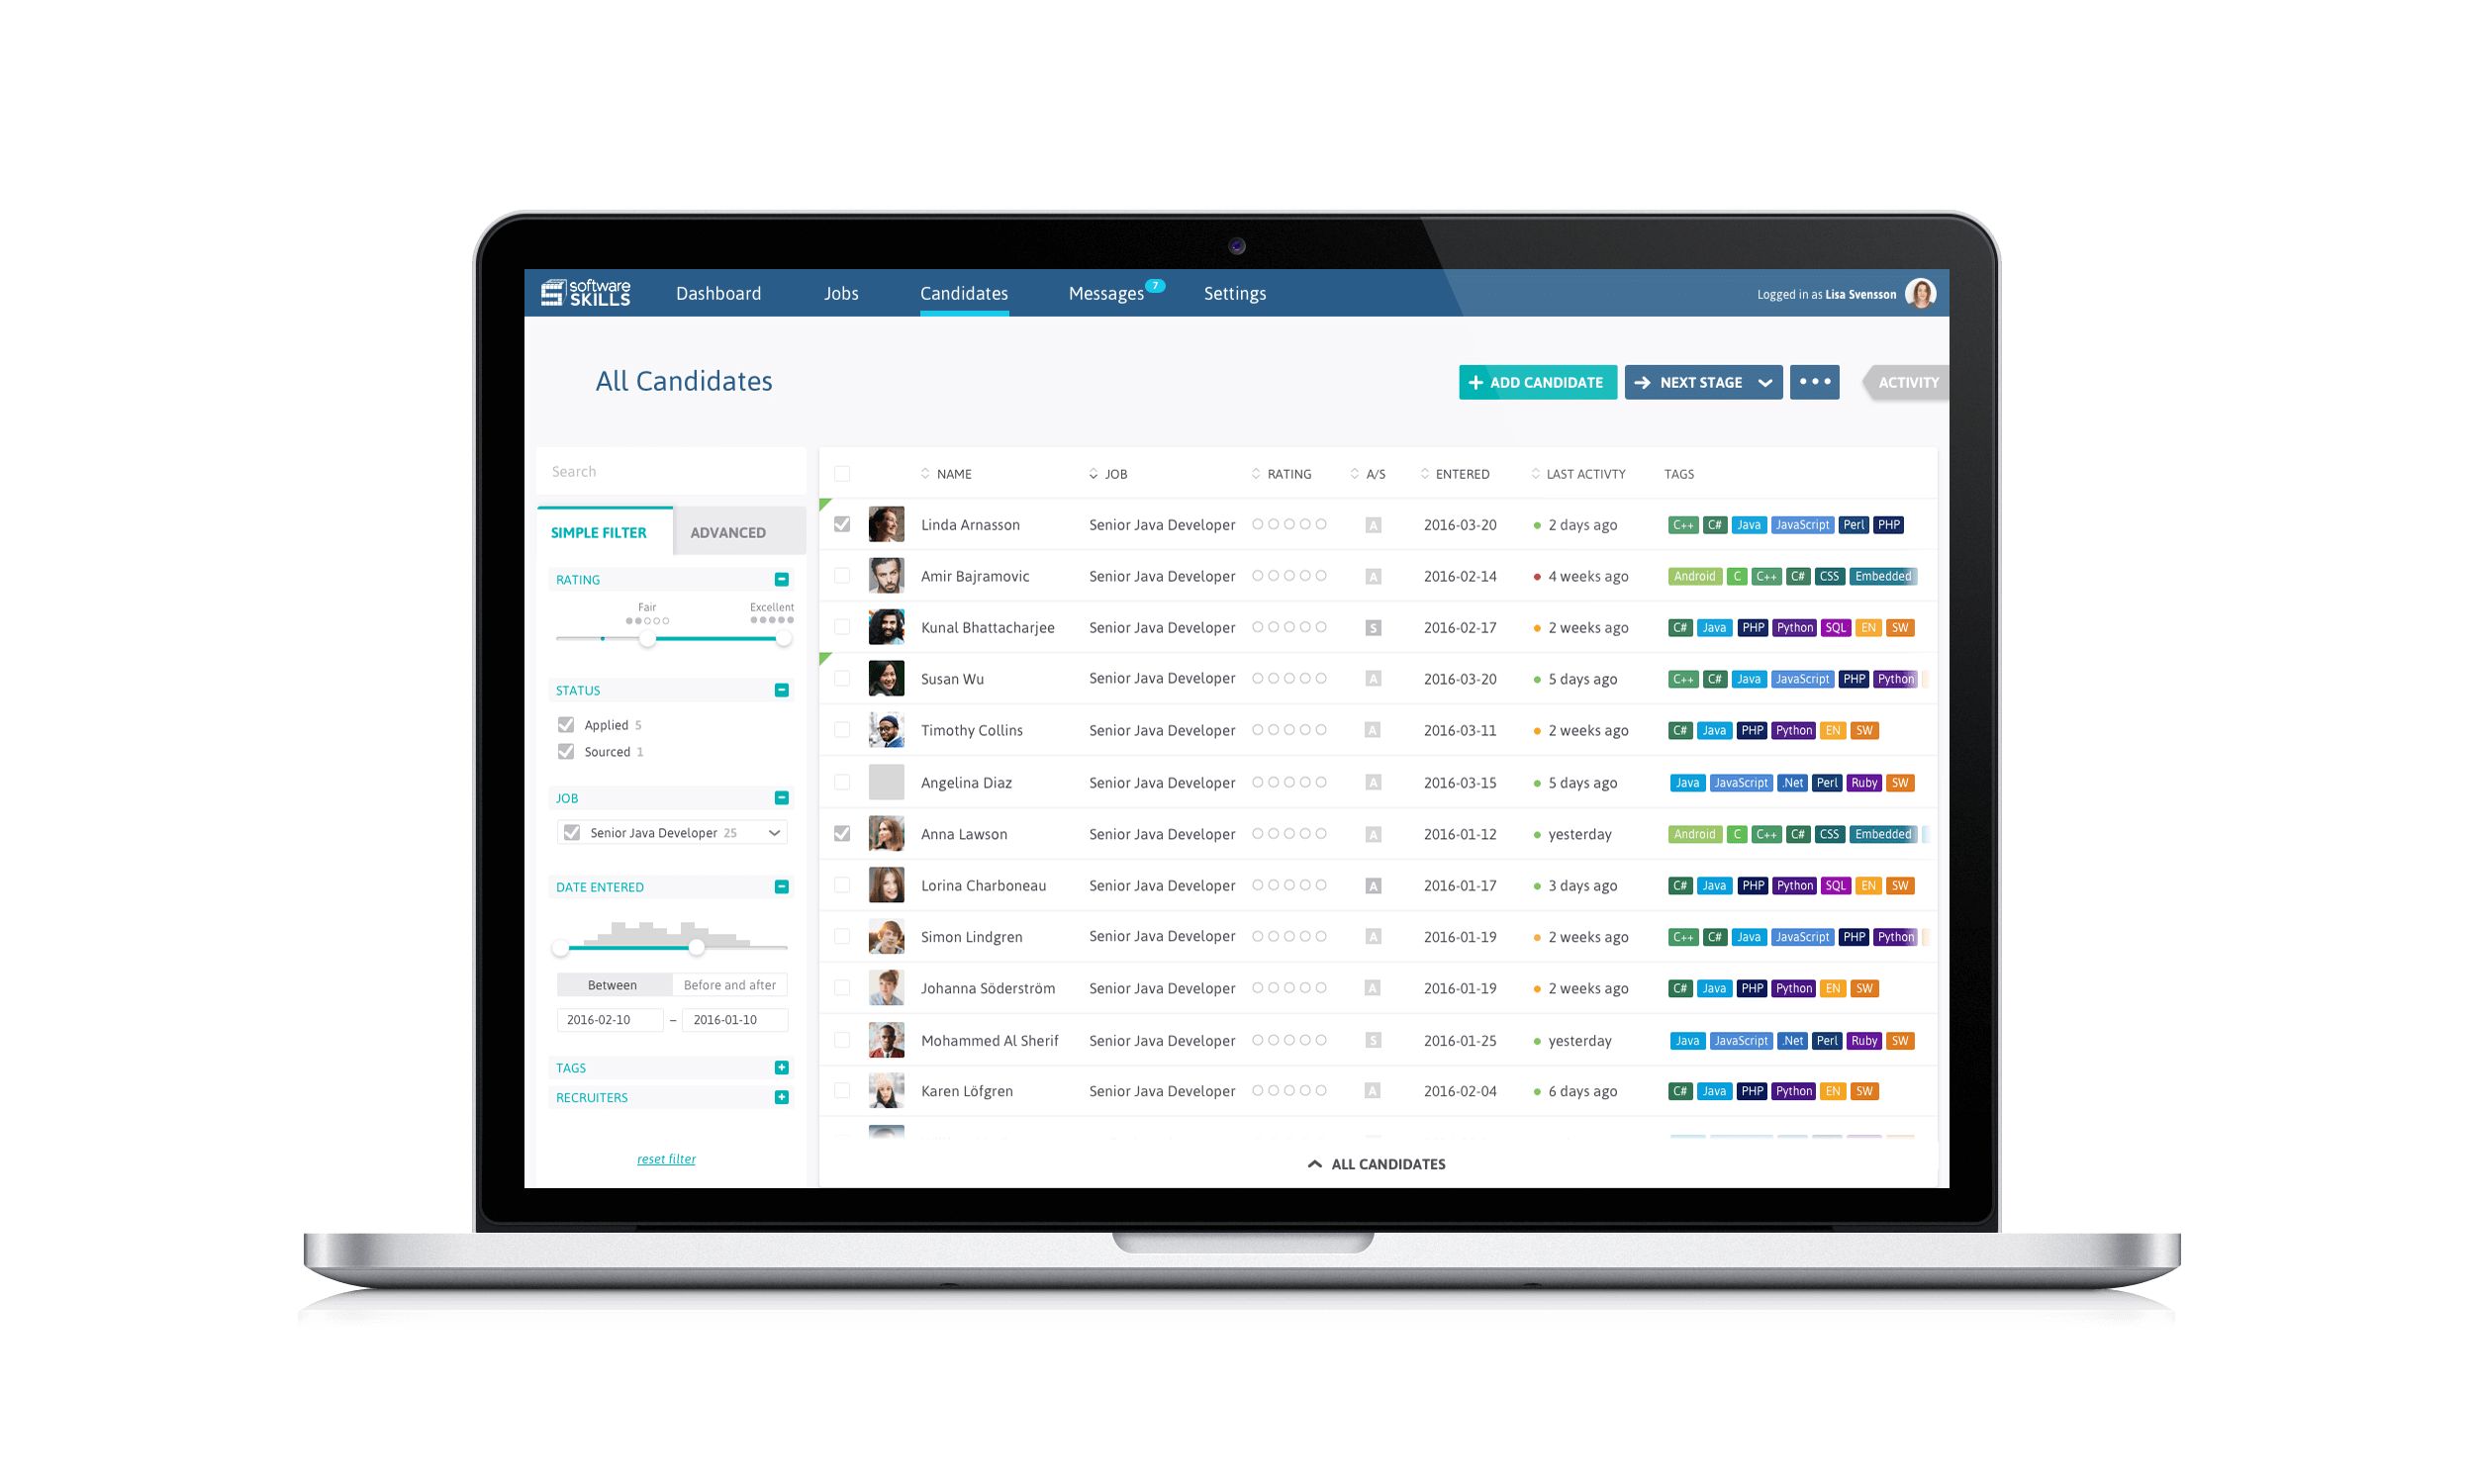 software SKILLS Dashboard Jobs Candidates Messages 7 Settings Logged in as Lisa Svensson
All Candidates + ADD CANDIDATE NEXT STAGE ACTIVITY
Search
SIMPLE FILTER ADVANCED
RATING
Fair Excellent
STATUS
Applied 5
Sourced 1
JOB
Senior Java Developer 25
DATE ENTERED
Between Before and after
2016-02-10 – 2016-01-10
TAGS
RECRUITERS
reset filter
NAME JOB RATING A/S ENTERED LAST ACTIVTY TAGS
Linda Arnasson Senior Java Developer A 2016-03-20 2 days ago C++ C# Java JavaScript Perl PHP
Amir Bajramovic Senior Java Developer A 2016-02-14 4 weeks ago Android C C++ C# CSS Embedded
Kunal Bhattacharjee Senior Java Developer S 2016-02-17 2 weeks ago C# Java PHP Python SQL EN SW
Susan Wu Senior Java Developer A 2016-03-20 5 days ago C++ C# Java JavaScript PHP Python
Timothy Collins Senior Java Developer A 2016-03-11 2 weeks ago C# Java PHP Python EN SW
Angelina Diaz Senior Java Developer A 2016-03-15 5 days ago Java JavaScript .Net Perl Ruby SW
Anna Lawson Senior Java Developer A 2016-01-12 yesterday Android C C++ C# CSS Embedded
Lorina Charboneau Senior Java Developer A 2016-01-17 3 days ago C# Java PHP Python SQL EN SW
Simon Lindgren Senior Java Developer A 2016-01-19 2 weeks ago C++ C# Java JavaScript PHP Python
Johanna Söderström Senior Java Developer A 2016-01-19 2 weeks ago C# Java PHP Python EN SW
Mohammed Al Sherif Senior Java Developer S 2016-01-25 yesterday Java JavaScript .Net Perl Ruby SW
Karen Löfgren Senior Java Developer A 2016-02-04 6 days ago C# Java PHP Python EN SW
ALL CANDIDATES